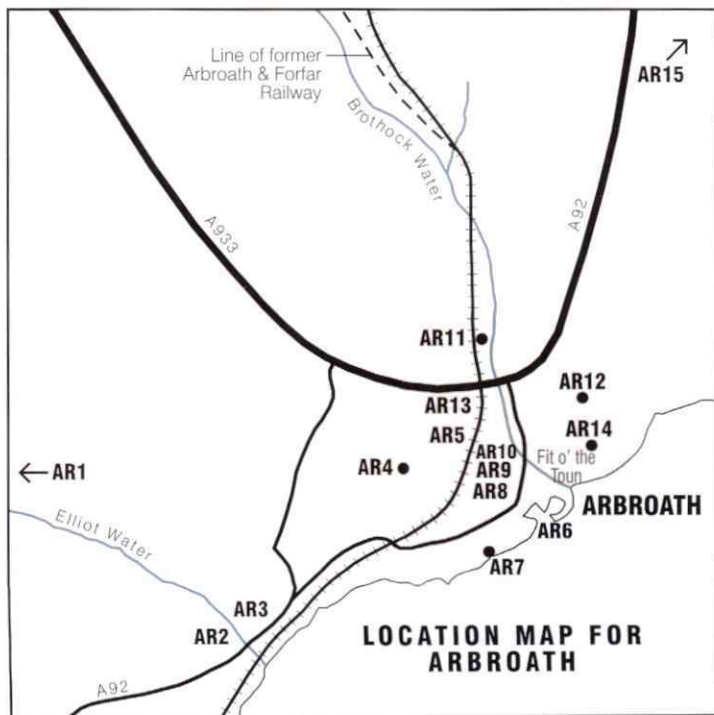 Line of former
Arbroath & Forfar
Railway
AR15
Brothock Water
A933
A92
AR11
AR12
AR13
AR14
AR5
AR10
Fit o' the
Toun
AR4
AR9
AR1
AR8
ARBROATH
AR6
Elliot Water
AR7
AR3
AR2
LOCATION MAP FOR
ARBROATH
A92